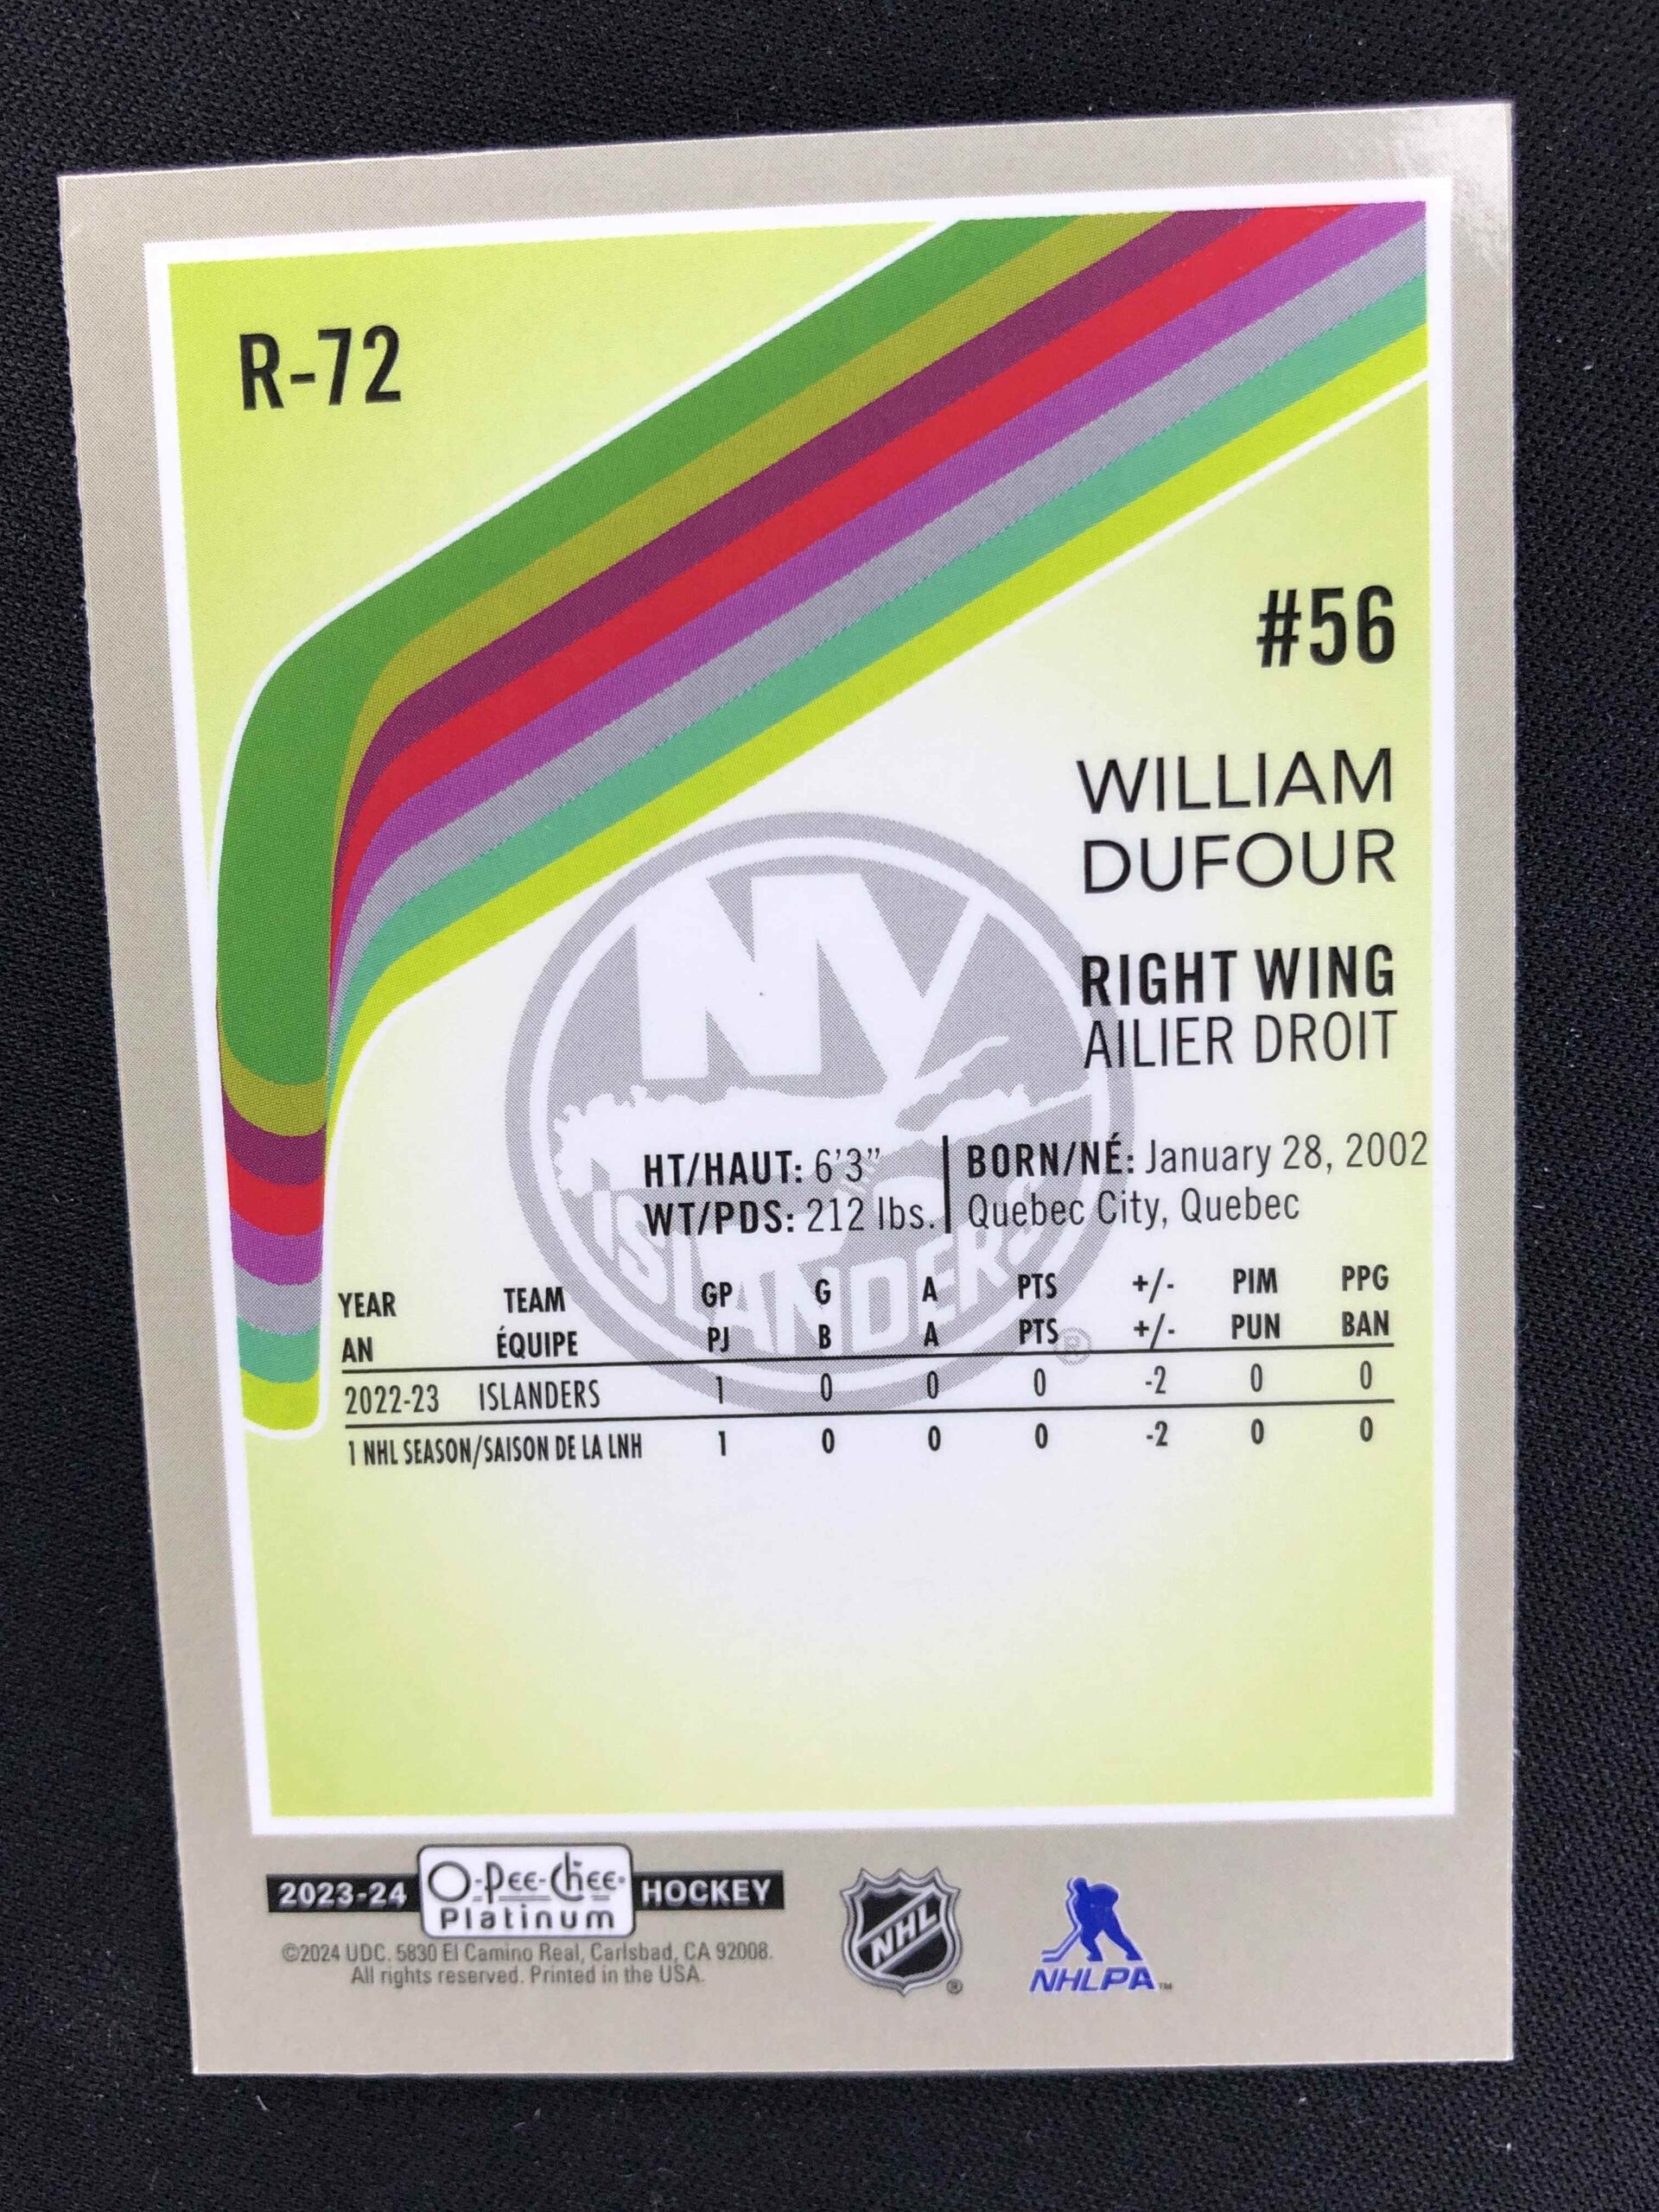 R-72
#56
WILLIAM
DUFOUR
RIGHT WING
AILIER DROIT
HT/HAUT: 6'3" BORN/NÉ: January 28, 2002
WT/PDS: 212 lbs. Quebec City, Quebec
NY
ISLANDERS ®
YEAR TEAM GP G A PTS +/- PIM PPG
AN ÉQUIPE PJ B A PTS +/- PUN BAN
2022-23 ISLANDERS 1 0 0 0 -2 0 0
1 NHL SEASON/SAISON DE LA LNH 1 0 0 0 -2 0 0
2023-24 O-Pee-Chee® HOCKEY
Platinum
©2024 UDC. 5830 El Camino Real, Carlsbad, CA 92008.
All rights reserved. Printed in the USA.
NHL ®
NHLPA™